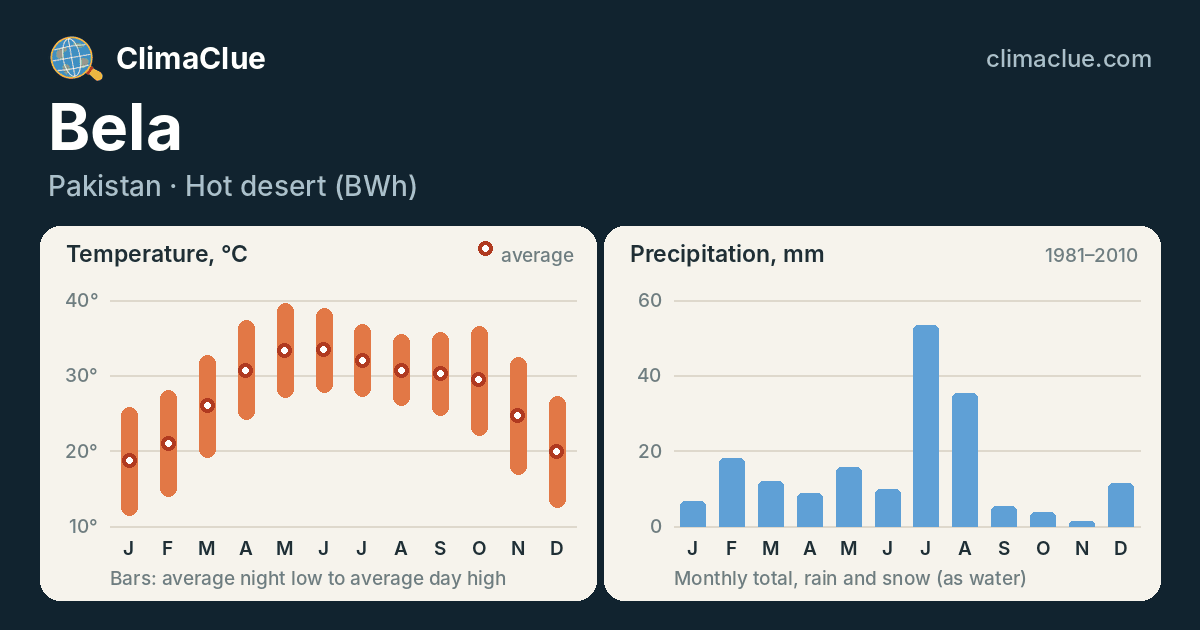 ClimaClue
climaclue.com
Bela
Pakistan · Hot desert (BWh)
Temperature, °C
average
40°
30°
20°
10°
J F M A M J J A S O N D
Bars: average night low to average day high
Precipitation, mm
1981–2010
60
40
20
0
J F M A M J J A S O N D
Monthly total, rain and snow (as water)